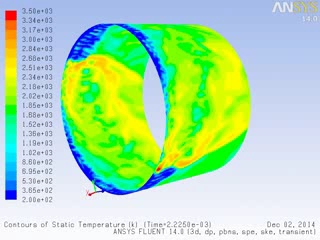 ANSYS
14.0
3.50e+03
3.34e+03
3.17e+03
3.00e+03
2.84e+03
2.67e+03
2.51e+03
2.34e+03
2.18e+03
2.02e+03
1.85e+03
1.68e+03
1.52e+03
1.36e+03
1.19e+03
1.02e+03
8.60e+02
6.95e+02
5.30e+02
3.65e+02
2.00e+02
X
Contours of Static Temperature (k) (Time=2.2250e-03)
Dec 02, 2014
ANSYS FLUENT 14.0 (3d, dp, pbns, spe, ske, transient)